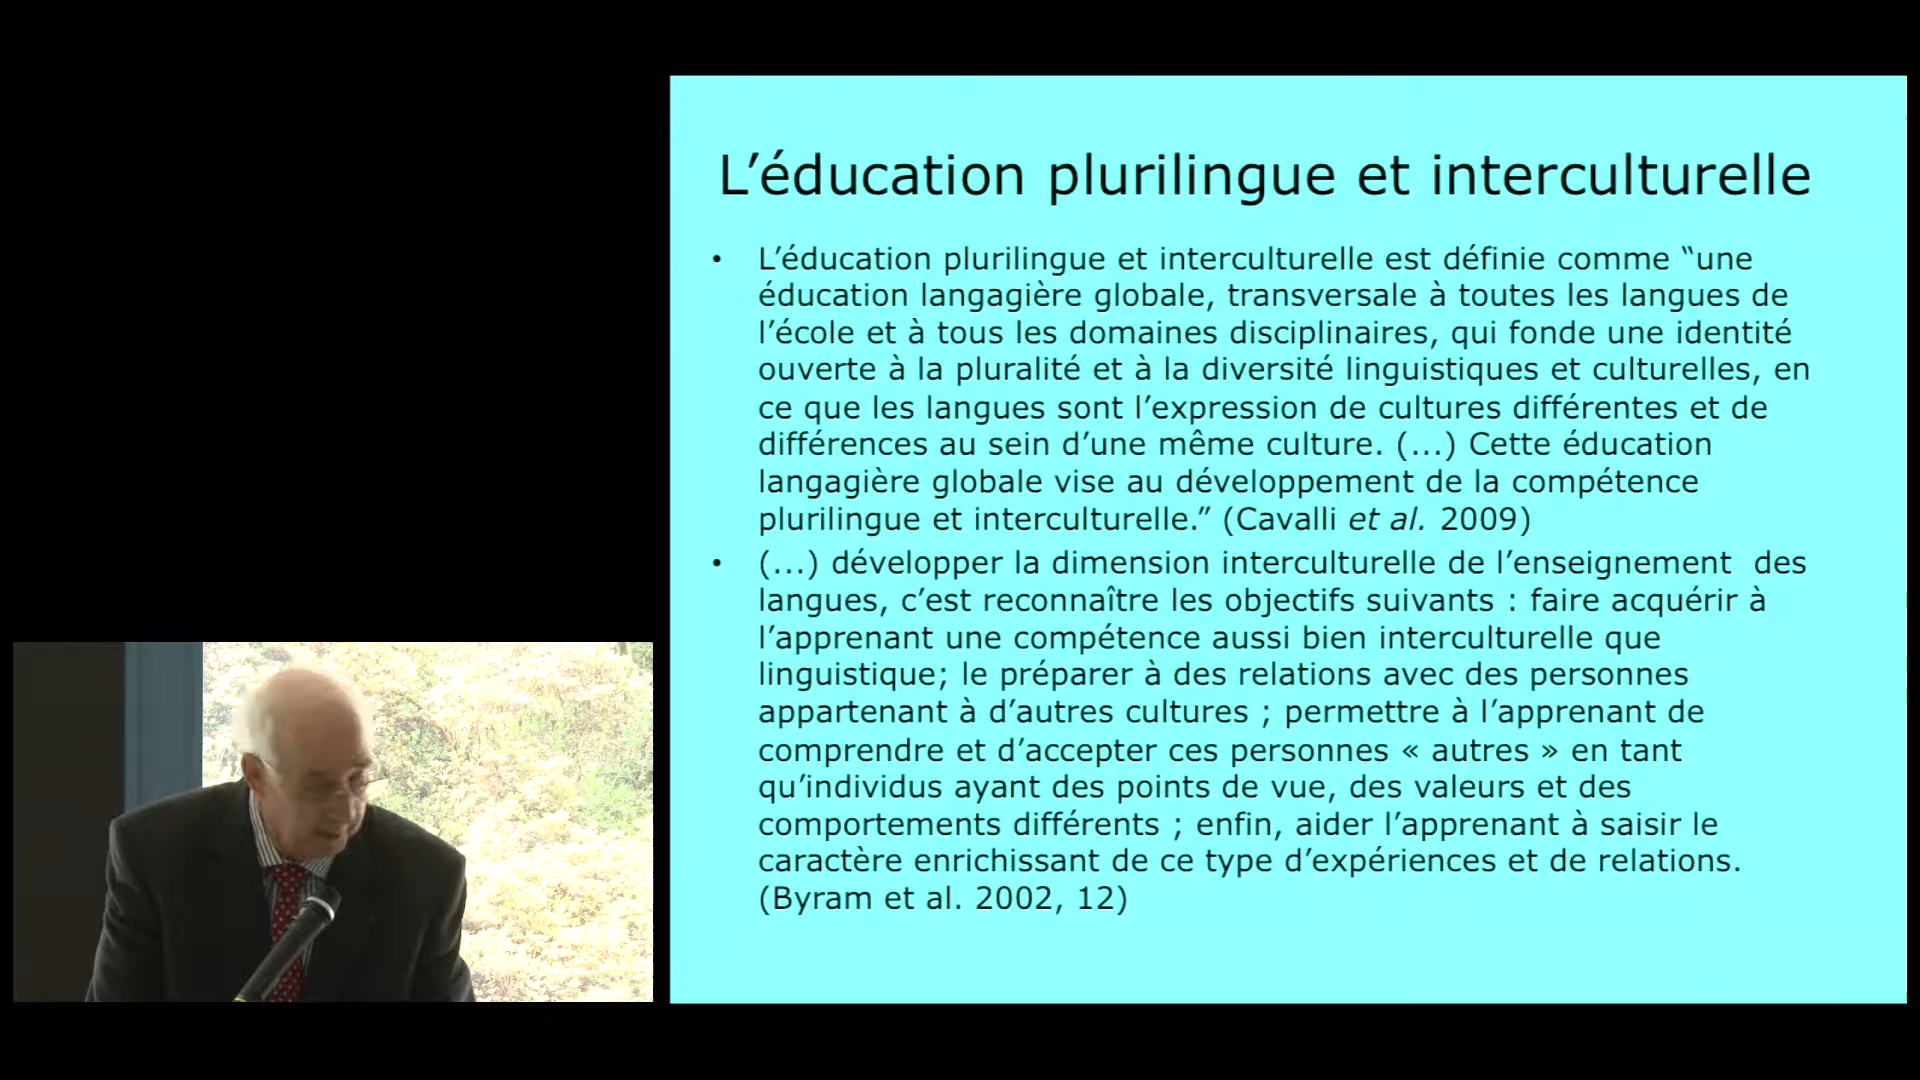 L’éducation plurilingue et interculturelle
• L’éducation plurilingue et interculturelle est définie comme “une
éducation langagière globale, transversale à toutes les langues de
l’école et à tous les domaines disciplinaires, qui fonde une identité
ouverte à la pluralité et à la diversité linguistiques et culturelles, en
ce que les langues sont l’expression de cultures différentes et de
différences au sein d’une même culture. (...) Cette éducation
langagière globale vise au développement de la compétence
plurilingue et interculturelle.” (Cavalli et al. 2009)
• (...) développer la dimension interculturelle de l’enseignement  des
langues, c’est reconnaître les objectifs suivants : faire acquérir à
l’apprenant une compétence aussi bien interculturelle que
linguistique; le préparer à des relations avec des personnes
appartenant à d’autres cultures ; permettre à l’apprenant de
comprendre et d’accepter ces personnes « autres » en tant
qu’individus ayant des points de vue, des valeurs et des
comportements différents ; enfin, aider l’apprenant à saisir le
caractère enrichissant de ce type d’expériences et de relations.
(Byram et al. 2002, 12)